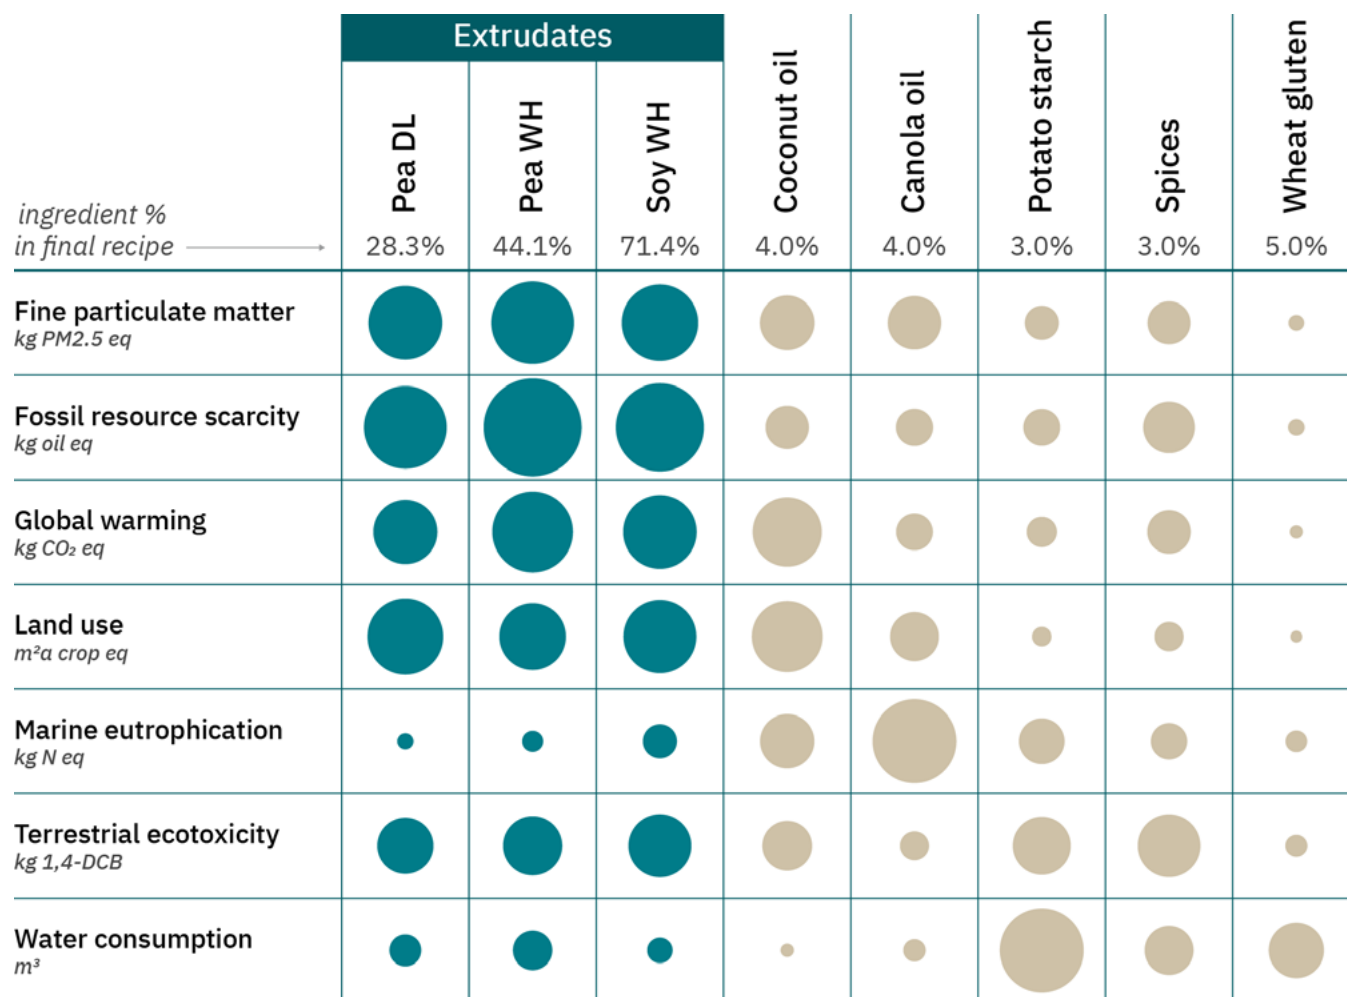 Extrudates
Pea DL
Pea WH
Soy WH
Coconut oil
Canola oil
Potato starch
Spices
Wheat gluten
ingredient %
in final recipe
28.3% 44.1% 71.4% 4.0% 4.0% 3.0% 3.0% 5.0%
Fine particulate matter
kg PM2.5 eq
Fossil resource scarcity
kg oil eq
Global warming
kg CO₂ eq
Land use
m²a crop eq
Marine eutrophication
kg N eq
Terrestrial ecotoxicity
kg 1,4-DCB
Water consumption
m³